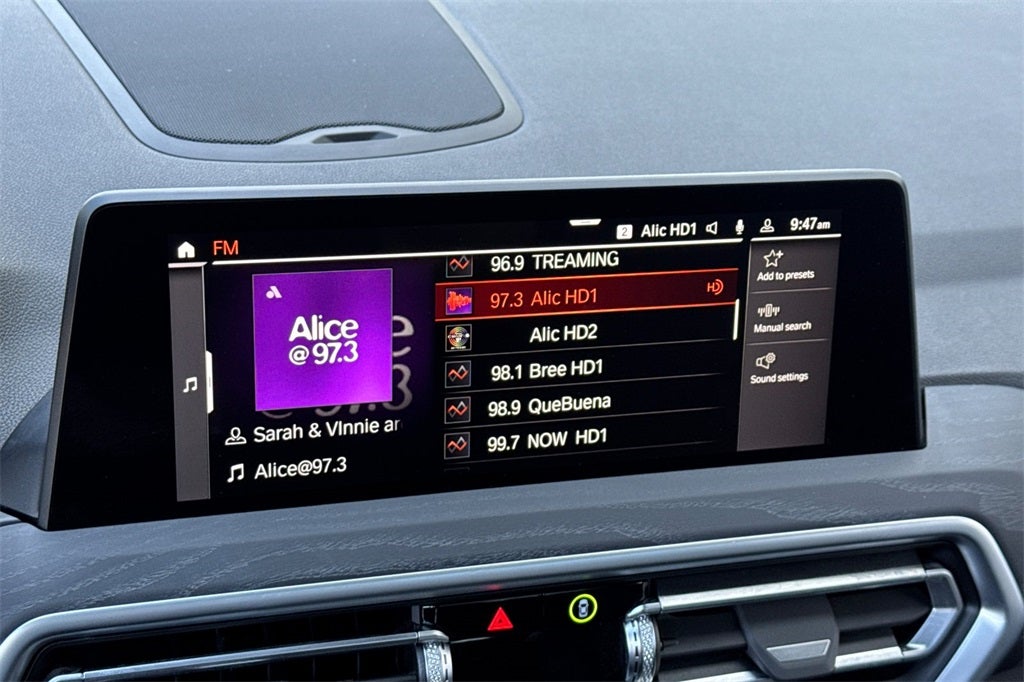 FM
2 Alic HD1 9:47am
Alice
@ 97.3
Sarah & VInnie an
Alice@97.3
96.9 TREAMING
97.3 Alic HD1
Alic HD2
98.1 Bree HD1
98.9 QueBuena
99.7 NOW HD1
Add to presets
Manual search
Sound settings